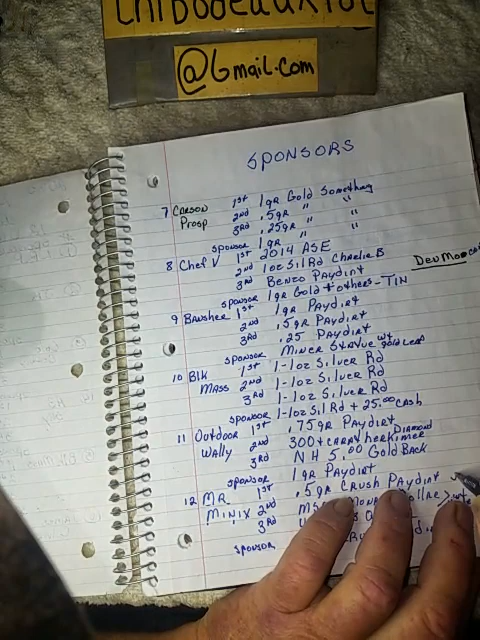 @Gmail.com
SPONSORS
7 CARSON 1st 1gR Gold Something
Prosp 2nd .5gR " "
3RD .25gR " "
SPONSOR 1gR
8 Chef V 1st 2014 ASE
2nd 1oz Sil Rd Charlie B
3RD Benzo Paydirt
SPONSOR 1gR Gold + others - TIN
9 Banshee 1st 1gR Paydirt
2nd .5gR Paydirt
3RD .25 Paydirt
SPONSOR Miner Statue wt gold leaf
10 Blk 1st 1-1oz Silver Rd
Mass 2nd 1-1oz Silver Rd
3RD 1-1oz Silver Rd
SPONSOR 1-1oz Sil Rd + 25.00 cash
11 Outdoor 1st .75gR Paydirt
Wally 2nd 300+ carat herkimer Diamond
3RD NH 5.00 Gold Back
SPONSOR 1gR Paydirt
12 MR 1st .5gR Crush Paydirt
Minix 2nd
3RD
SPONSOR